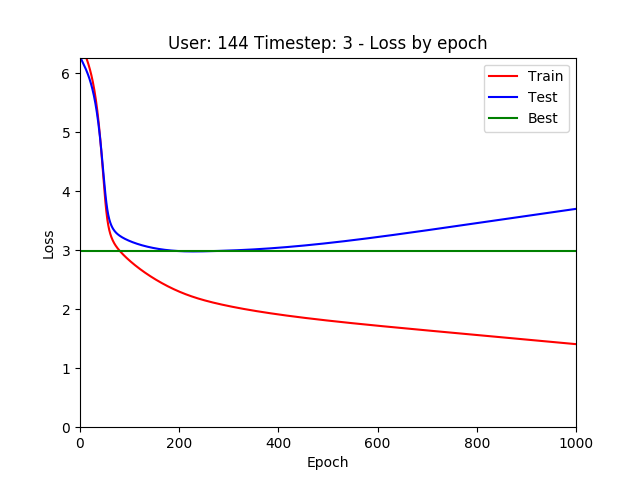 User: 144 Timestep: 3 - Loss by epoch
Train
Test
Best
6
5
4
3
2
1
0
Loss
0 200 400 600 800 1000
Epoch